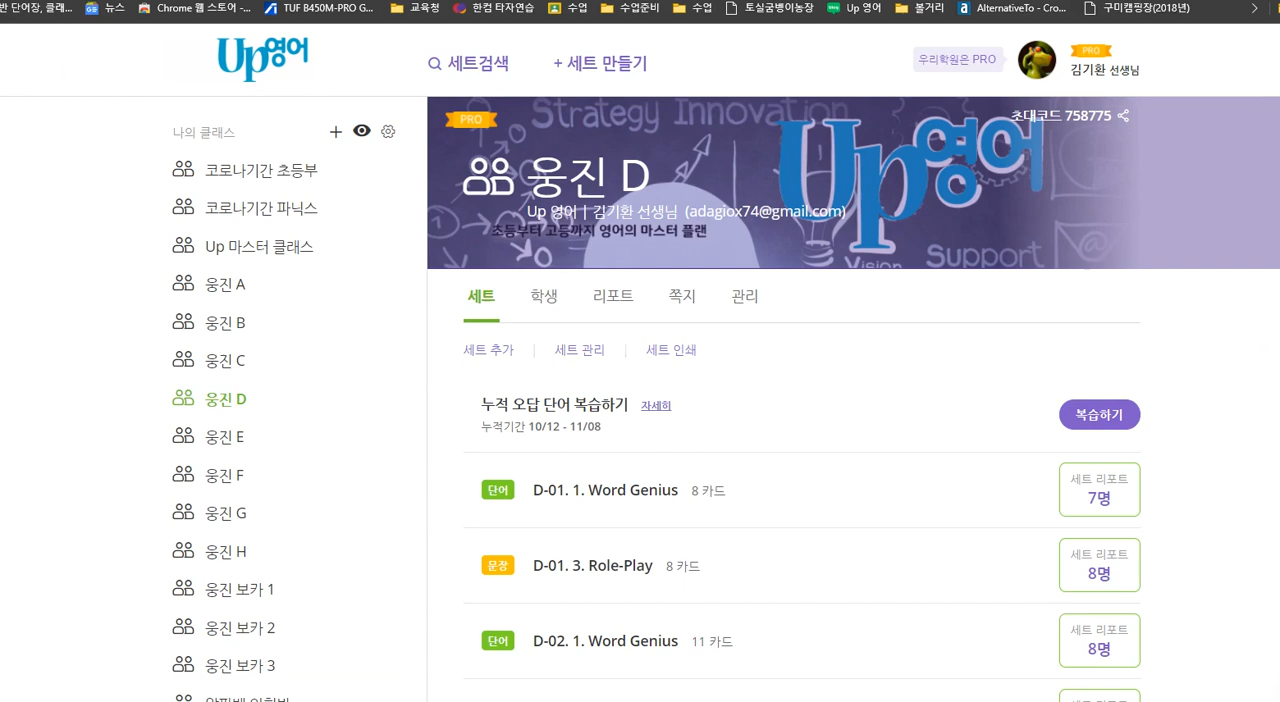 반 단어장, 클래... 뉴스 Chrome 웹 스토어 -... TUF B450M-PRO G... 교육청 한컴 타자연습 수업 수업준비 수업 토실굼벵이농장 Up 영어 볼거리 AlternativeTo - Cro... 구미캠핑장(2018년)
Up영어
세트검색
+ 세트 만들기
우리학원은 PRO
PRO
김기환 선생님
나의 클래스
코로나기간 초등부
코로나기간 파닉스
Up 마스터 클래스
웅진 A
웅진 B
웅진 C
웅진 D
웅진 E
웅진 F
웅진 G
웅진 H
웅진 보카 1
웅진 보카 2
웅진 보카 3
PRO
Strategy Innovation
초대코드 758775
웅진 D
Up영어
Up 영어 | 김기환 선생님 (adagiox74@gmail.com)
초등부터 고등까지 영어의 마스터 플랜
Vision
Support
세트 학생 리포트 쪽지 관리
세트 추가 | 세트 관리 | 세트 인쇄
누적 오답 단어 복습하기 자세히
누적기간 10/12 - 11/08
복습하기
단어 D-01. 1. Word Genius 8 카드
세트 리포트
7명
문장 D-01. 3. Role-Play 8 카드
세트 리포트
8명
단어 D-02. 1. Word Genius 11 카드
세트 리포트
8명